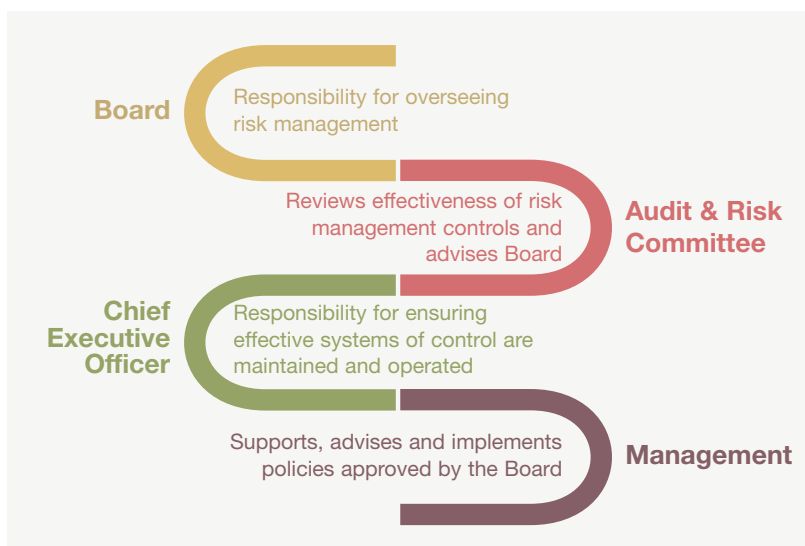 Board
Responsibility for overseeing
risk management
Reviews effectiveness of risk
management controls and
advises Board
Audit & Risk
Committee
Chief
Executive
Officer
Responsibility for ensuring
effective systems of control are
maintained and operated
Supports, advises and implements
policies approved by the Board
Management